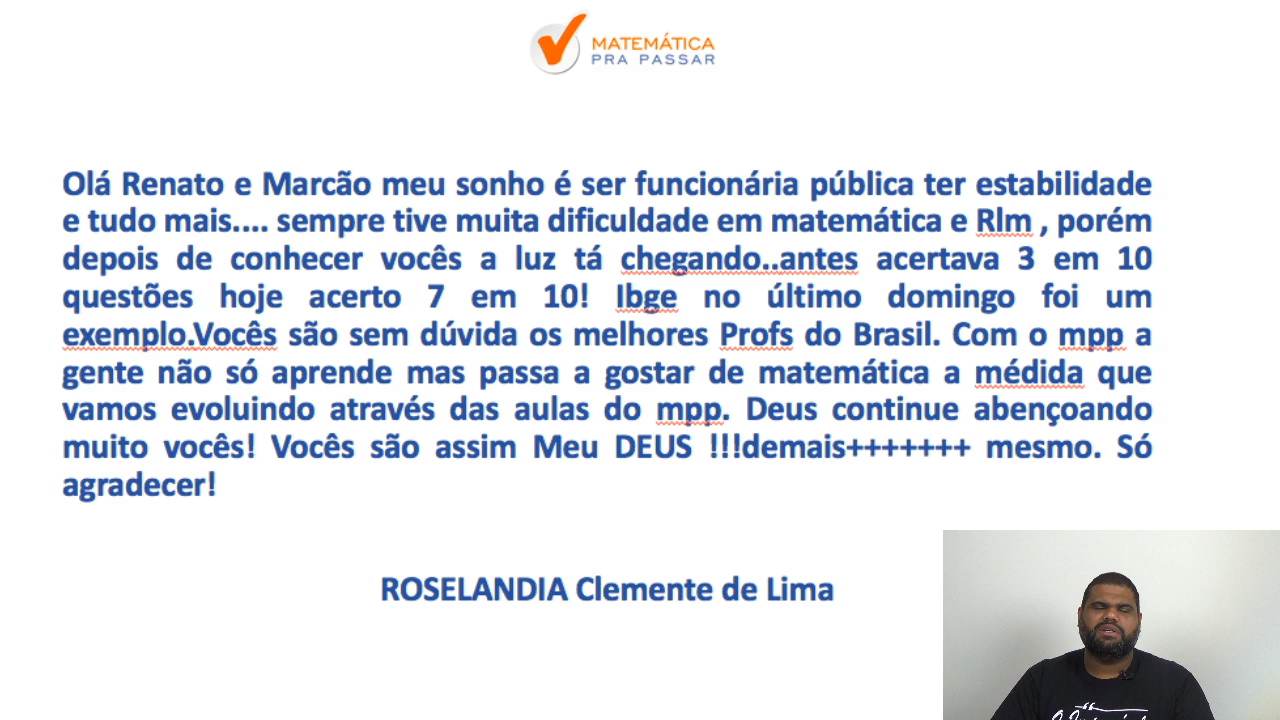 MATEMÁTICA
PRA PASSAR
Olá Renato e Marcão meu sonho é ser funcionária pública ter estabilidade
e tudo mais.... sempre tive muita dificuldade em matemática e Rlm , porém
depois de conhecer vocês a luz tá chegando..antes acertava 3 em 10
questões hoje acerto 7 em 10! Ibge no último domingo foi um
exemplo.Vocês são sem dúvida os melhores Profs do Brasil. Com o mpp a
gente não só aprende mas passa a gostar de matemática a médida que
vamos evoluindo através das aulas do mpp. Deus continue abençoando
muito vocês! Vocês são assim Meu DEUS !!!demais+++++++ mesmo. Só
agradecer!
ROSELANDIA Clemente de Lima